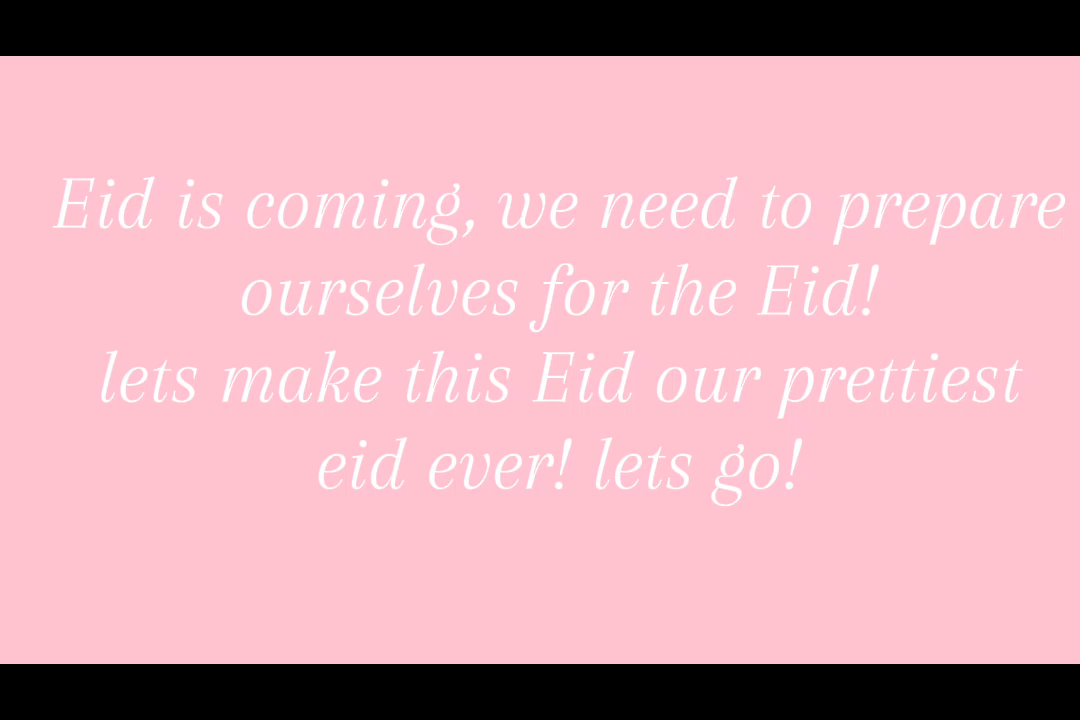 Eid is coming, we need to prepare
ourselves for the Eid!
lets make this Eid our prettiest
eid ever! lets go!